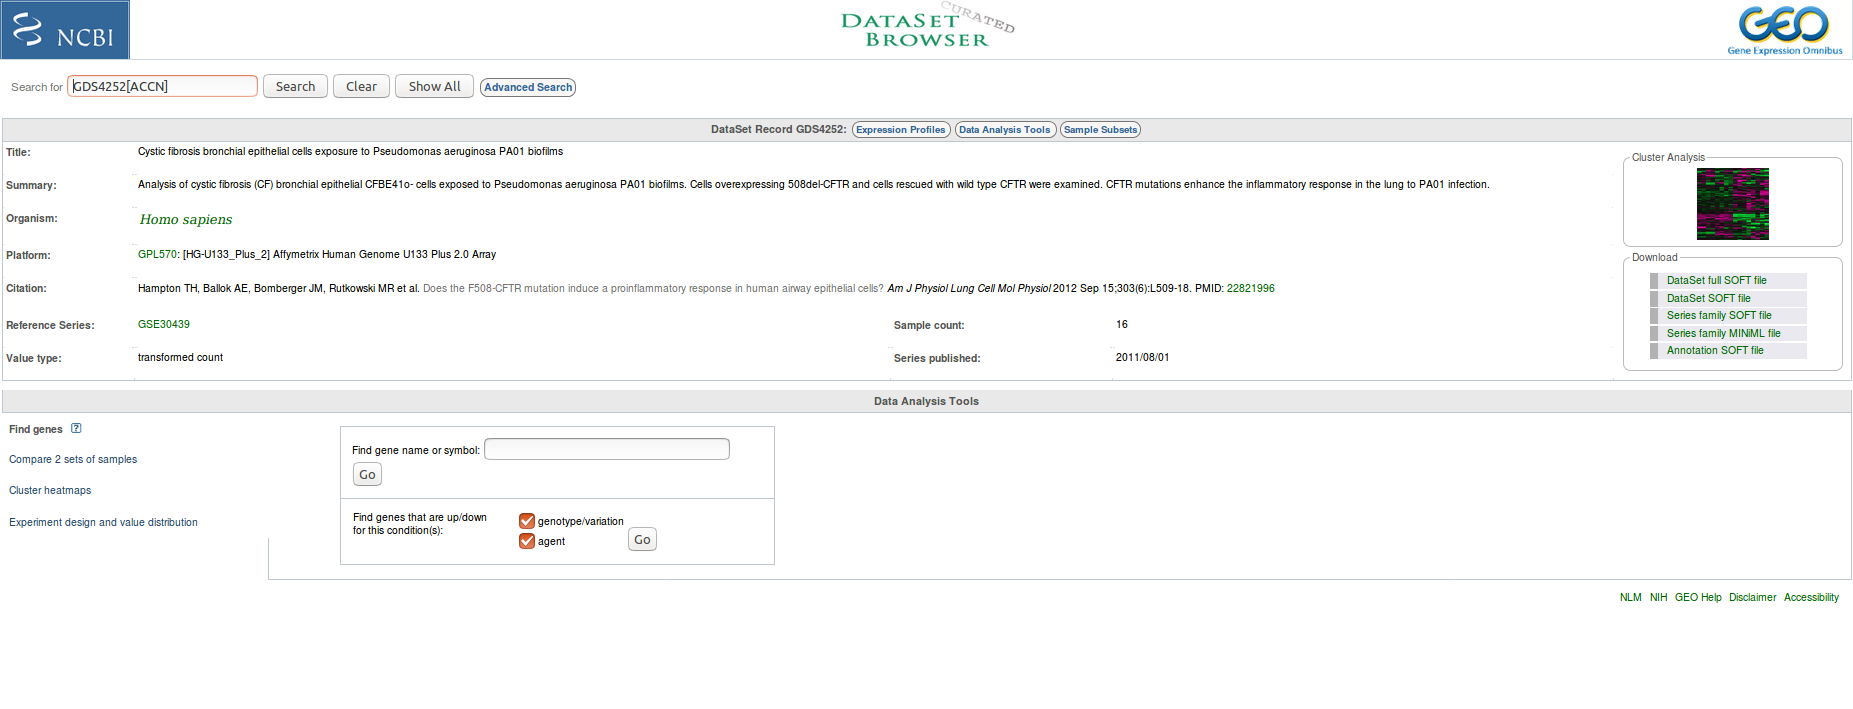 NCBI
DATASET BROWSER
CURATED
GEO
Gene Expression Omnibus
Search for GDS4252[ACCN] Search Clear Show All Advanced Search
DataSet Record GDS4252: Expression Profiles Data Analysis Tools Sample Subsets
Title: Cystic fibrosis bronchial epithelial cells exposure to Pseudomonas aeruginosa PA01 biofilms
Summary: Analysis of cystic fibrosis (CF) bronchial epithelial CFBE41o- cells exposed to Pseudomonas aeruginosa PA01 biofilms. Cells overexpressing 508del-CFTR and cells rescued with wild type CFTR were examined. CFTR mutations enhance the inflammatory response in the lung to PA01 infection.
Organism: Homo sapiens
Platform: GPL570: [HG-U133_Plus_2] Affymetrix Human Genome U133 Plus 2.0 Array
Citation: Hampton TH, Ballok AE, Bomberger JM, Rutkowski MR et al. Does the F508-CFTR mutation induce a proinflammatory response in human airway epithelial cells? Am J Physiol Lung Cell Mol Physiol 2012 Sep 15;303(6):L509-18. PMID: 22821996
Reference Series: GSE30439 Sample count: 16
Value type: transformed count Series published: 2011/08/01
Cluster Analysis
Download
DataSet full SOFT file
DataSet SOFT file
Series family SOFT file
Series family MINiML file
Annotation SOFT file
Data Analysis Tools
Find genes ?
Compare 2 sets of samples
Cluster heatmaps
Experiment design and value distribution
Find gene name or symbol:
Go
Find genes that are up/down
for this condition(s):
genotype/variation
agent
Go
NLM NIH GEO Help Disclaimer Accessibility